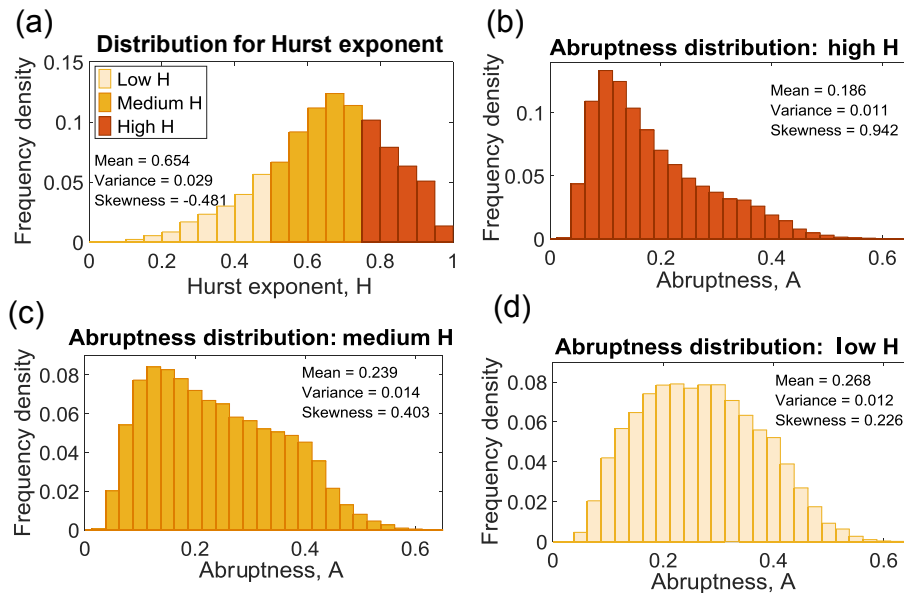 (a)
Distribution for Hurst exponent
Frequency density
0.15
0.1
0.05
0
Low H
Medium H
High H
Mean = 0.654
Variance = 0.029
Skewness = -0.481
0 0.2 0.4 0.6 0.8 1
Hurst exponent, H
(b)
Abruptness distribution: high H
Frequency density
0.1
0.05
0
Mean = 0.186
Variance = 0.011
Skewness = 0.942
0 0.2 0.4 0.6
Abruptness, A
(c)
Abruptness distribution: medium H
Frequency density
0.08
0.06
0.04
0.02
0
Mean = 0.239
Variance = 0.014
Skewness = 0.403
0 0.2 0.4 0.6
Abruptness, A
(d)
Abruptness distribution: low H
Frequency density
0.08
0.06
0.04
0.02
0
Mean = 0.268
Variance = 0.012
Skewness = 0.226
0 0.2 0.4 0.6
Abruptness, A